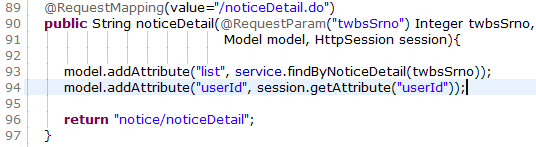 89 @RequestMapping(value="/noticeDetail.do")
90 public String noticeDetail(@RequestParam("twbsSrno") Integer twbsSrno,
91 Model model, HttpSession session){
92
93 model.addAttribute("list", service.findByNoticeDetail(twbsSrno));
94 model.addAttribute("userId", session.getAttribute("userId"));
95
96 return "notice/noticeDetail";
97 }